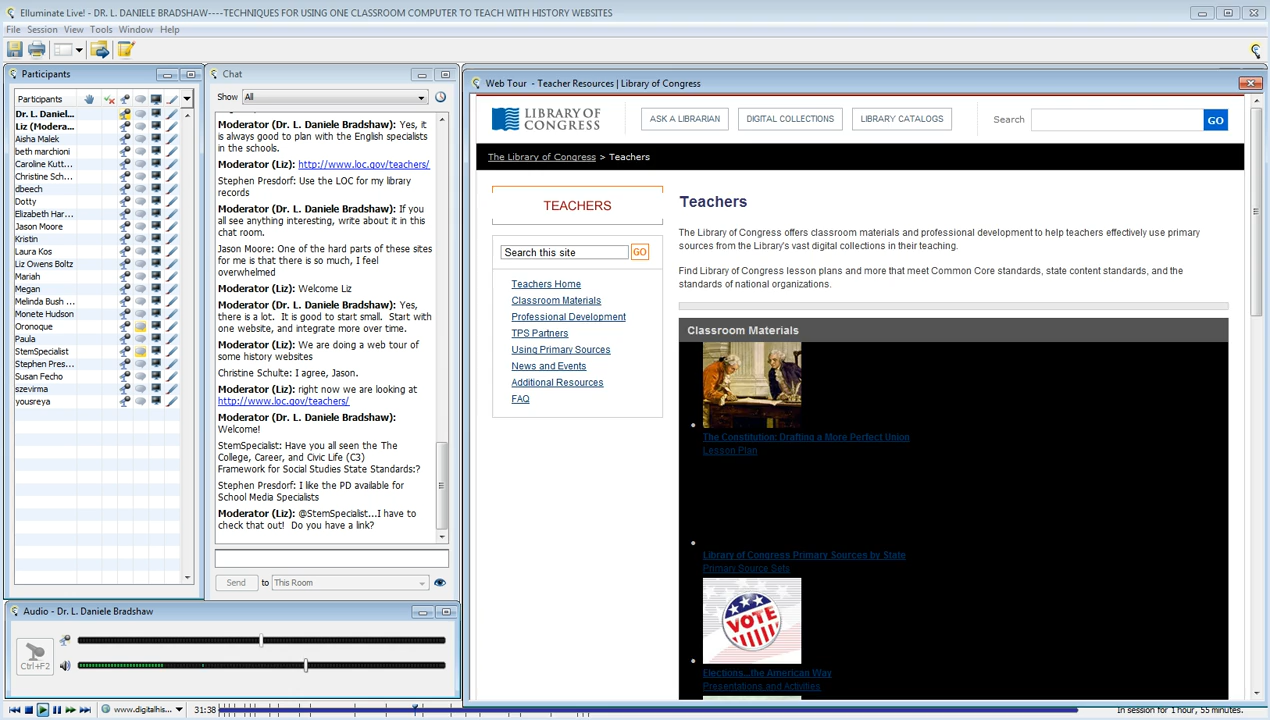 Elluminate Live! - DR. L. DANIELE BRADSHAW----TECHNIQUES FOR USING ONE CLASSROOM COMPUTER TO TEACH WITH HISTORY WEBSITES
File Session View Tools Window Help
Participants
Participants
Dr. L. Daniel...
Liz (Modera...
Aisha Malek
beth marchioni
Caroline Kutt...
Christine Sch...
dbeech
Dotty
Elizabeth Har...
Jason Moore
Kristin
Laura Kos
Liz Owens Boltz
Mariah
Megan
Melinda Bush ...
Monete Hudson
Oronoque
Paula
StemSpecialist
Stephen Pres...
Susan Fecho
szevirma
yousreya
Chat
Show All
Moderator (Dr. L. Daniele Bradshaw): Yes, it
is always good to plan with the English specialists
in the schools.
Moderator (Liz): http://www.loc.gov/teachers/
Stephen Presdorf: Use the LOC for my library
records
Moderator (Dr. L. Daniele Bradshaw): If you
all see anything interesting, write about it in this
chat room.
Jason Moore: One of the hard parts of these sites
for me is that there is so much, I feel
overwhelmed
Moderator (Liz): Welcome Liz
Moderator (Dr. L. Daniele Bradshaw): Yes,
there is a lot. It is good to start small. Start with
one website, and integrate more over time.
Moderator (Liz): We are doing a web tour of
some history websites
Christine Schulte: I agree, Jason.
Moderator (Liz): right now we are looking at
http://www.loc.gov/teachers/
Moderator (Dr. L. Daniele Bradshaw):
Welcome!
StemSpecialist: Have you all seen the The
College, Career, and Civic Life (C3)
Framework for Social Studies State Standards:?
Stephen Presdorf: I like the PD available for
School Media Specialists
Moderator (Liz): @StemSpecialist...I have to
check that out! Do you have a link?
Send to This Room
Audio - Dr. L. Daniele Bradshaw
Ctrl+F2
www.digitalhis...
31:38
In session for 1 hour, 55 minutes.
Web Tour - Teacher Resources | Library of Congress
LIBRARY OF
CONGRESS
ASK A LIBRARIAN
DIGITAL COLLECTIONS
LIBRARY CATALOGS
Search
GO
The Library of Congress > Teachers
TEACHERS
Search this site
GO
Teachers Home
Classroom Materials
Professional Development
TPS Partners
Using Primary Sources
News and Events
Additional Resources
FAQ
Teachers
The Library of Congress offers classroom materials and professional development to help teachers effectively use primary
sources from the Library's vast digital collections in their teaching.
Find Library of Congress lesson plans and more that meet Common Core standards, state content standards, and the
standards of national organizations.
Classroom Materials
The Constitution: Drafting a More Perfect Union
Lesson Plan
Library of Congress Primary Sources by State
Primary Source Sets
VOTE
Elections...the American Way
Presentations and Activities